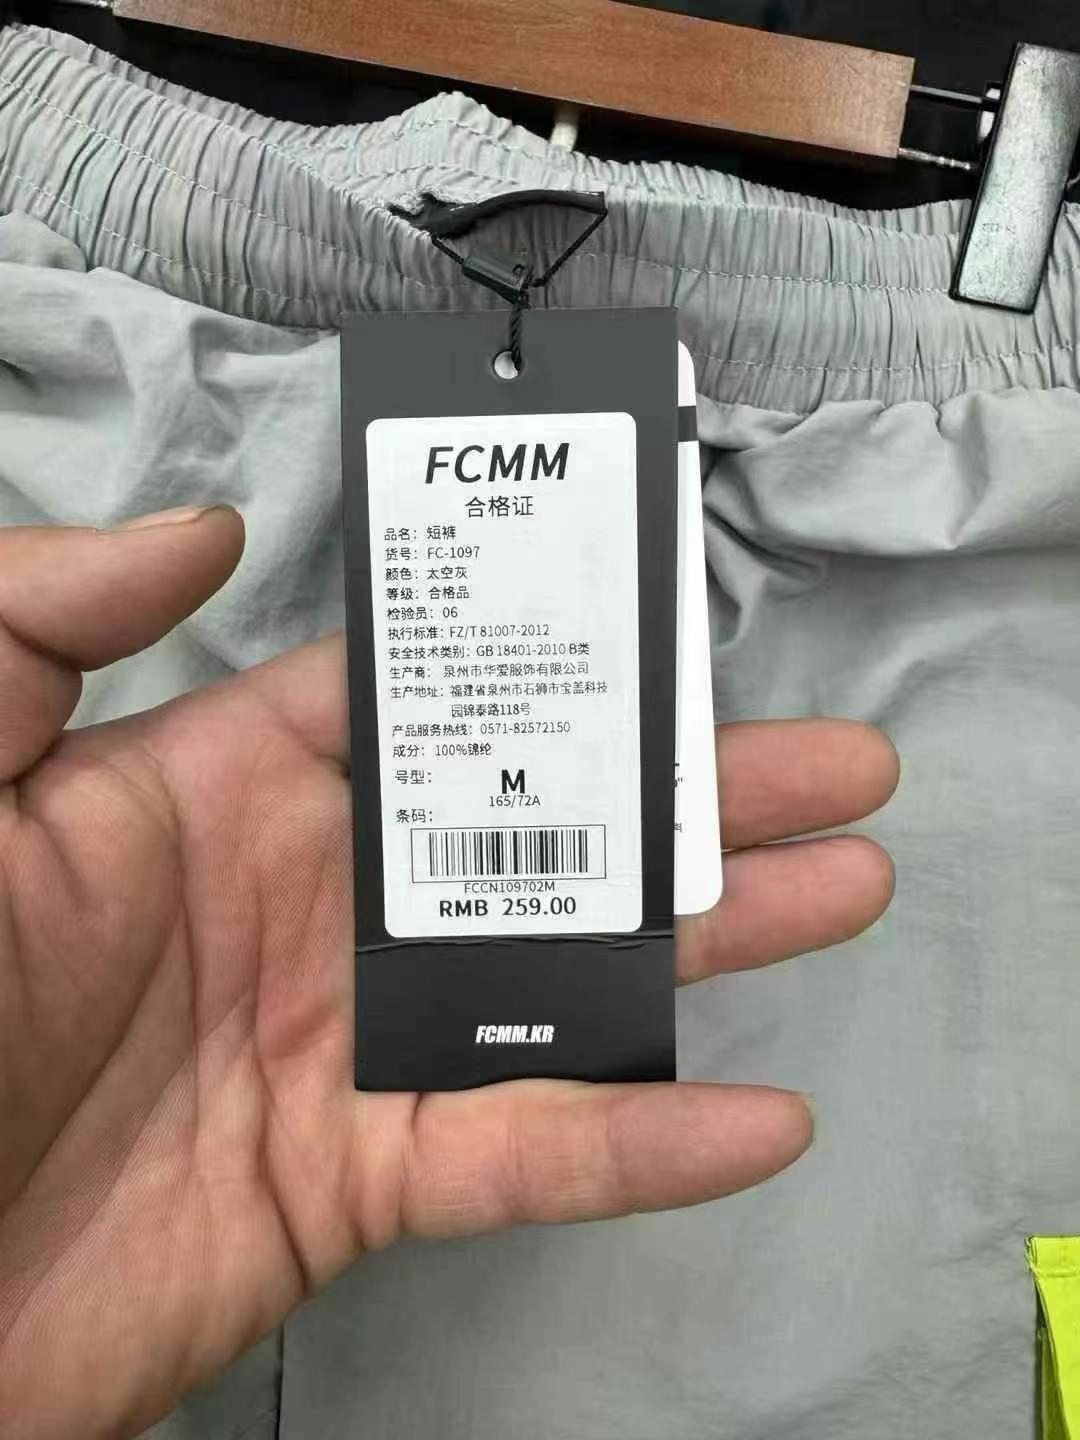 FCMM
合格证
品名：短裤
货号：FC-1097
颜色：太空灰
等级：合格品
检验员：06
执行标准：FZ/T 81007-2012
安全技术类别：GB 18401-2010 B类
生产商：泉州市华爱服饰有限公司
生产地址：福建省泉州市石狮市宝盖科技
园锦泰路118号
产品服务热线：0571-82572150
成分：100%锦纶
号型：M
165/72A
条码：
FCCN109702M
RMB 259.00
FCMM.KR